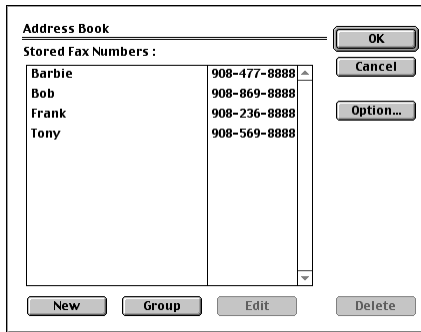 Address Book
OK
Stored Fax Numbers :
Cancel
Barbie 908-477-8888
Bob 908-869-8888
Frank 908-236-8888
Option...
Tony 908-569-8888
New Group Edit Delete